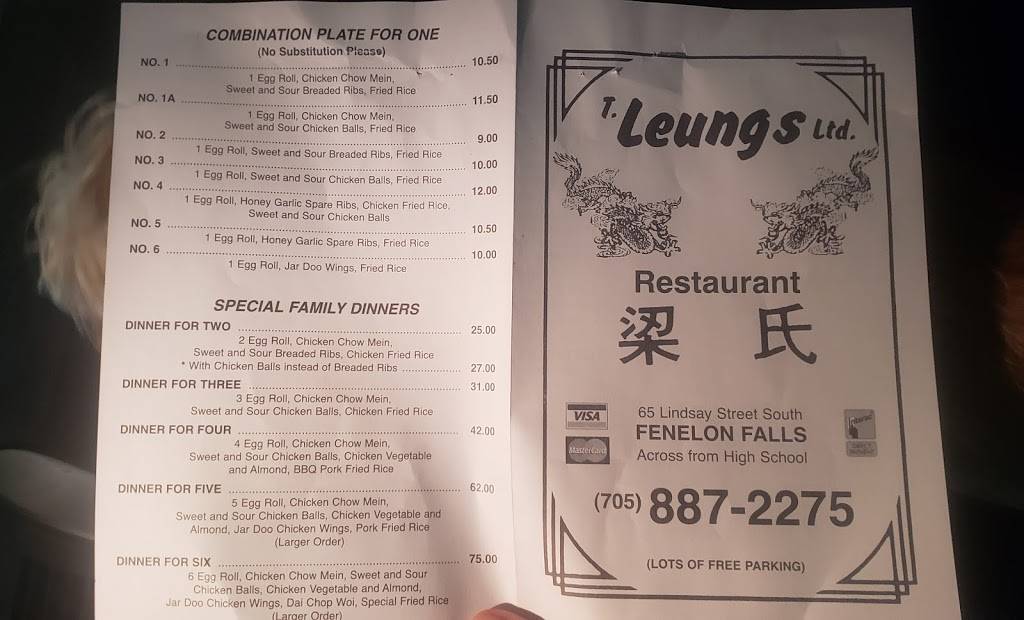 COMBINATION PLATE FOR ONE
(No Substitution Please)
NO. 1 10.50
1 Egg Roll, Chicken Chow Mein,
Sweet and Sour Breaded Ribs, Fried Rice
NO. 1A 11.50
1 Egg Roll, Chicken Chow Mein,
Sweet and Sour Chicken Balls, Fried Rice
NO. 2 9.00
1 Egg Roll, Sweet and Sour Breaded Ribs, Fried Rice
NO. 3 10.00
1 Egg Roll, Sweet and Sour Chicken Balls, Fried Rice
NO. 4 12.00
1 Egg Roll, Honey Garlic Spare Ribs, Chicken Fried Rice,
Sweet and Sour Chicken Balls
NO. 5 10.50
1 Egg Roll, Honey Garlic Spare Ribs, Fried Rice
NO. 6 10.00
1 Egg Roll, Jar Doo Wings, Fried Rice
SPECIAL FAMILY DINNERS
DINNER FOR TWO 25.00
2 Egg Roll, Chicken Chow Mein,
Sweet and Sour Breaded Ribs, Chicken Fried Rice
* With Chicken Balls instead of Breaded Ribs 27.00
DINNER FOR THREE 31.00
3 Egg Roll, Chicken Chow Mein,
Sweet and Sour Chicken Balls, Chicken Fried Rice
DINNER FOR FOUR 42.00
4 Egg Roll, Chicken Chow Mein,
Sweet and Sour Chicken Balls, Chicken Vegetable
and Almond, BBQ Pork Fried Rice
DINNER FOR FIVE 62.00
5 Egg Roll, Chicken Chow Mein,
Sweet and Sour Chicken Balls, Chicken Vegetable and
Almond, Jar Doo Chicken Wings, Pork Fried Rice
(Larger Order)
DINNER FOR SIX 75.00
6 Egg Roll, Chicken Chow Mein, Sweet and Sour
Chicken Balls, Chicken Vegetable and Almond,
Jar Doo Chicken Wings, Dai Chop Woi, Special Fried Rice
(Larger Order)
T. Leungs Ltd.
Restaurant
梁 氏
VISA
MasterCard
65 Lindsay Street South
FENELON FALLS
Across from High School
Interac
(705) 887-2275
(LOTS OF FREE PARKING)